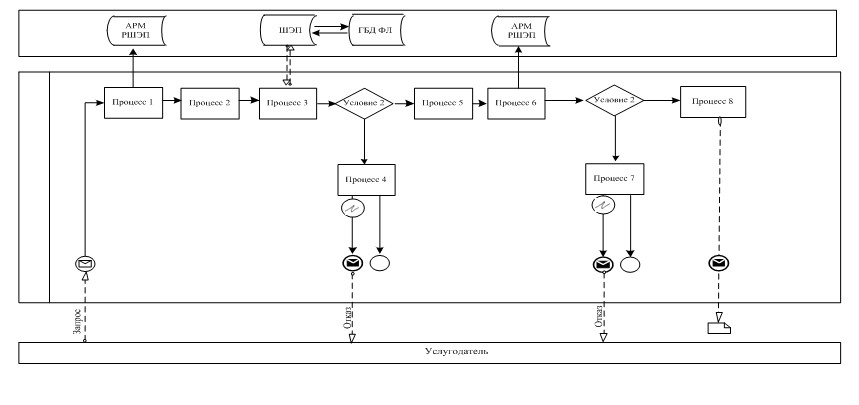 АРМ
РШЭП
ШЭП
ГБД ФЛ
АРМ
РШЭП
Процесс 1
Процесс 2
Процесс 3
Условие 2
Процесс 5
Процесс 6
Условие 2
Процесс 8
Процесс 4
Процесс 7
Запрос
Отказ
Отказ
Услугодатель